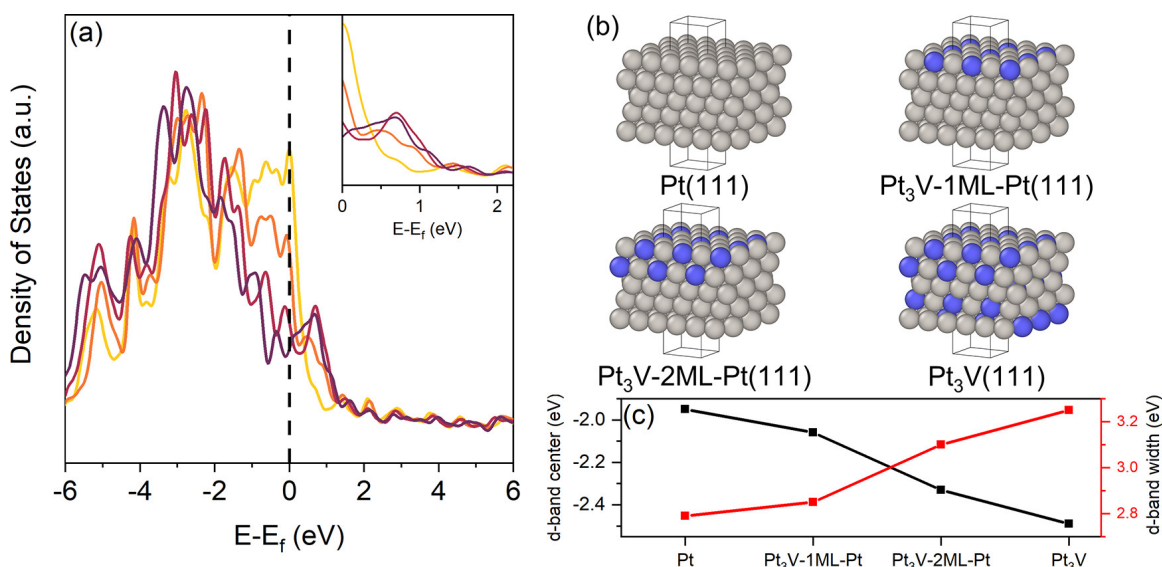 (a)
Density of States (a.u.)
-6 -4 -2 0 2 4 6
E-Ef (eV)
0 1 2
E-Ef (eV)
(b)
Pt(111)
Pt₃V-1ML-Pt(111)
Pt₃V-2ML-Pt(111)
Pt₃V(111)
(c)
d-band center (eV)
-2.0
-2.2
-2.4
3.2
3.0
2.8
d-band width (eV)
Pt Pt₃V-1ML-Pt Pt₃V-2ML-Pt Pt₃V